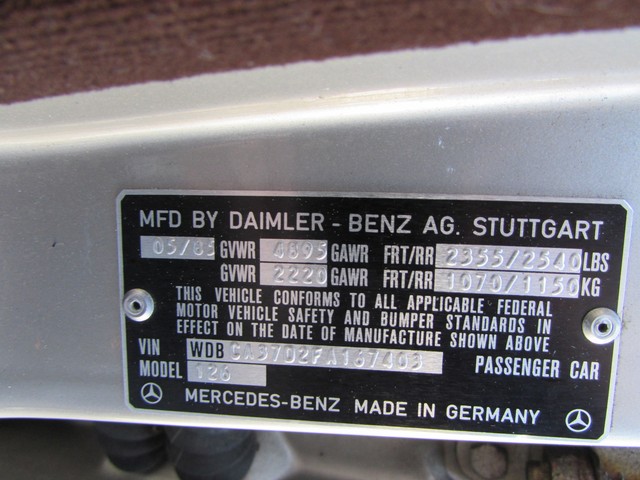 MFD BY DAIMLER - BENZ AG. STUTTGART
05/85 GVWR 4895 GAWR FRT/RR 2355/2540 LBS
GVWR 2220 GAWR FRT/RR 1070/1150 KG
THIS VEHICLE CONFORMS TO ALL APPLICABLE FEDERAL
MOTOR VEHICLE SAFETY AND BUMPER STANDARDS IN
EFFECT ON THE DATE OF MANUFACTURE SHOWN ABOVE
VIN WDB CA37D2FA167403
MODEL 126 PASSENGER CAR
MERCEDES-BENZ MADE IN GERMANY